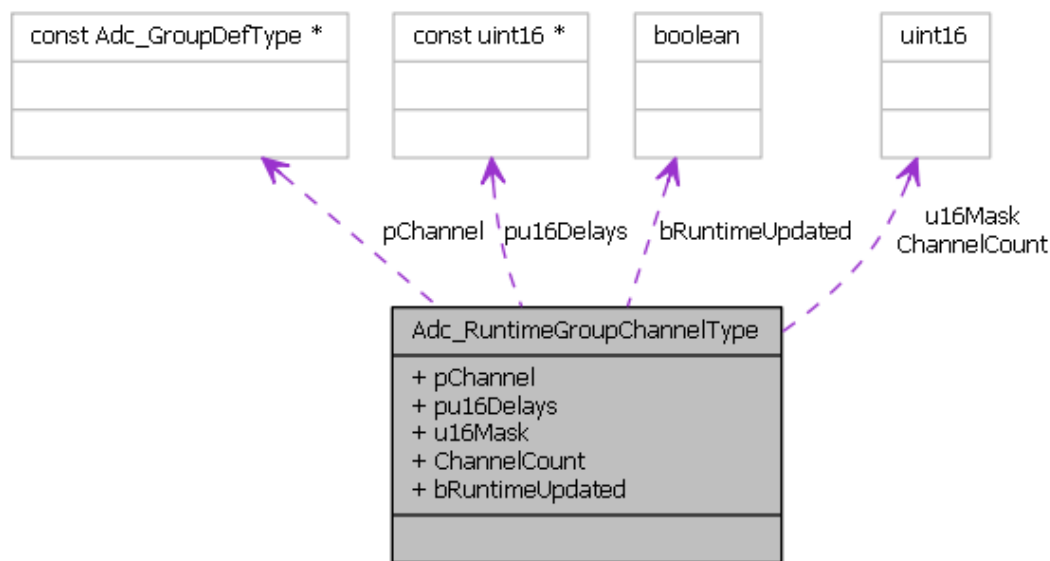 const Adc_GroupDefType *
const uint16 *
boolean
uint16
pChannel
pu16Delays
bRuntimeUpdated
u16Mask
ChannelCount
Adc_RuntimeGroupChannelType
+ pChannel
+ pu16Delays
+ u16Mask
+ ChannelCount
+ bRuntimeUpdated